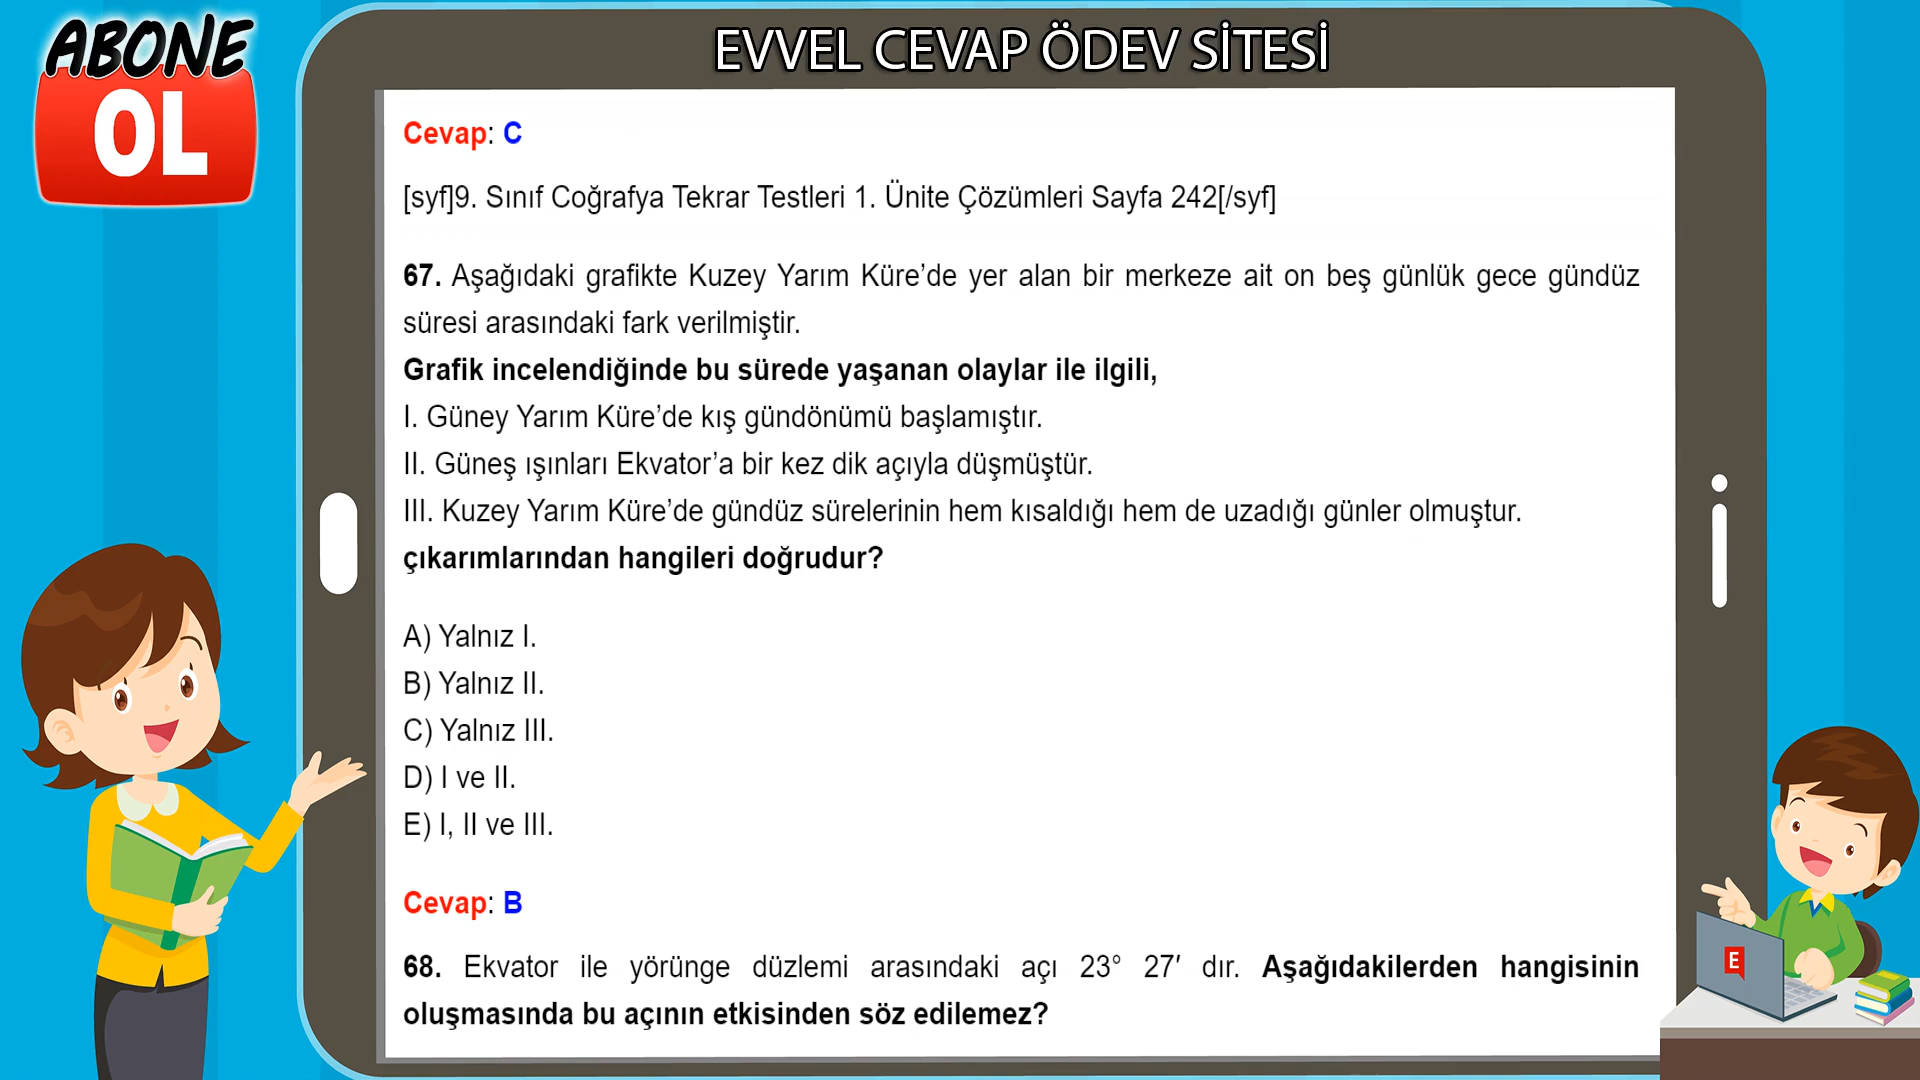 ABONE
OL
EVVEL CEVAP ÖDEV SİTESİ
Cevap: C
[syf]9. Sınıf Coğrafya Tekrar Testleri 1. Ünite Çözümleri Sayfa 242[/syf]
67. Aşağıdaki grafikte Kuzey Yarım Küre’de yer alan bir merkeze ait on beş günlük gece gündüz
süresi arasındaki fark verilmiştir.
Grafik incelendiğinde bu sürede yaşanan olaylar ile ilgili,
I. Güney Yarım Küre’de kış gündönümü başlamıştır.
II. Güneş ışınları Ekvator’a bir kez dik açıyla düşmüştür.
III. Kuzey Yarım Küre’de gündüz sürelerinin hem kısaldığı hem de uzadığı günler olmuştur.
çıkarımlarından hangileri doğrudur?
A) Yalnız I.
B) Yalnız II.
C) Yalnız III.
D) I ve II.
E) I, II ve III.
Cevap: B
68. Ekvator ile yörünge düzlemi arasındaki açı 23° 27′ dır. Aşağıdakilerden hangisinin
oluşmasında bu açının etkisinden söz edilemez?
E